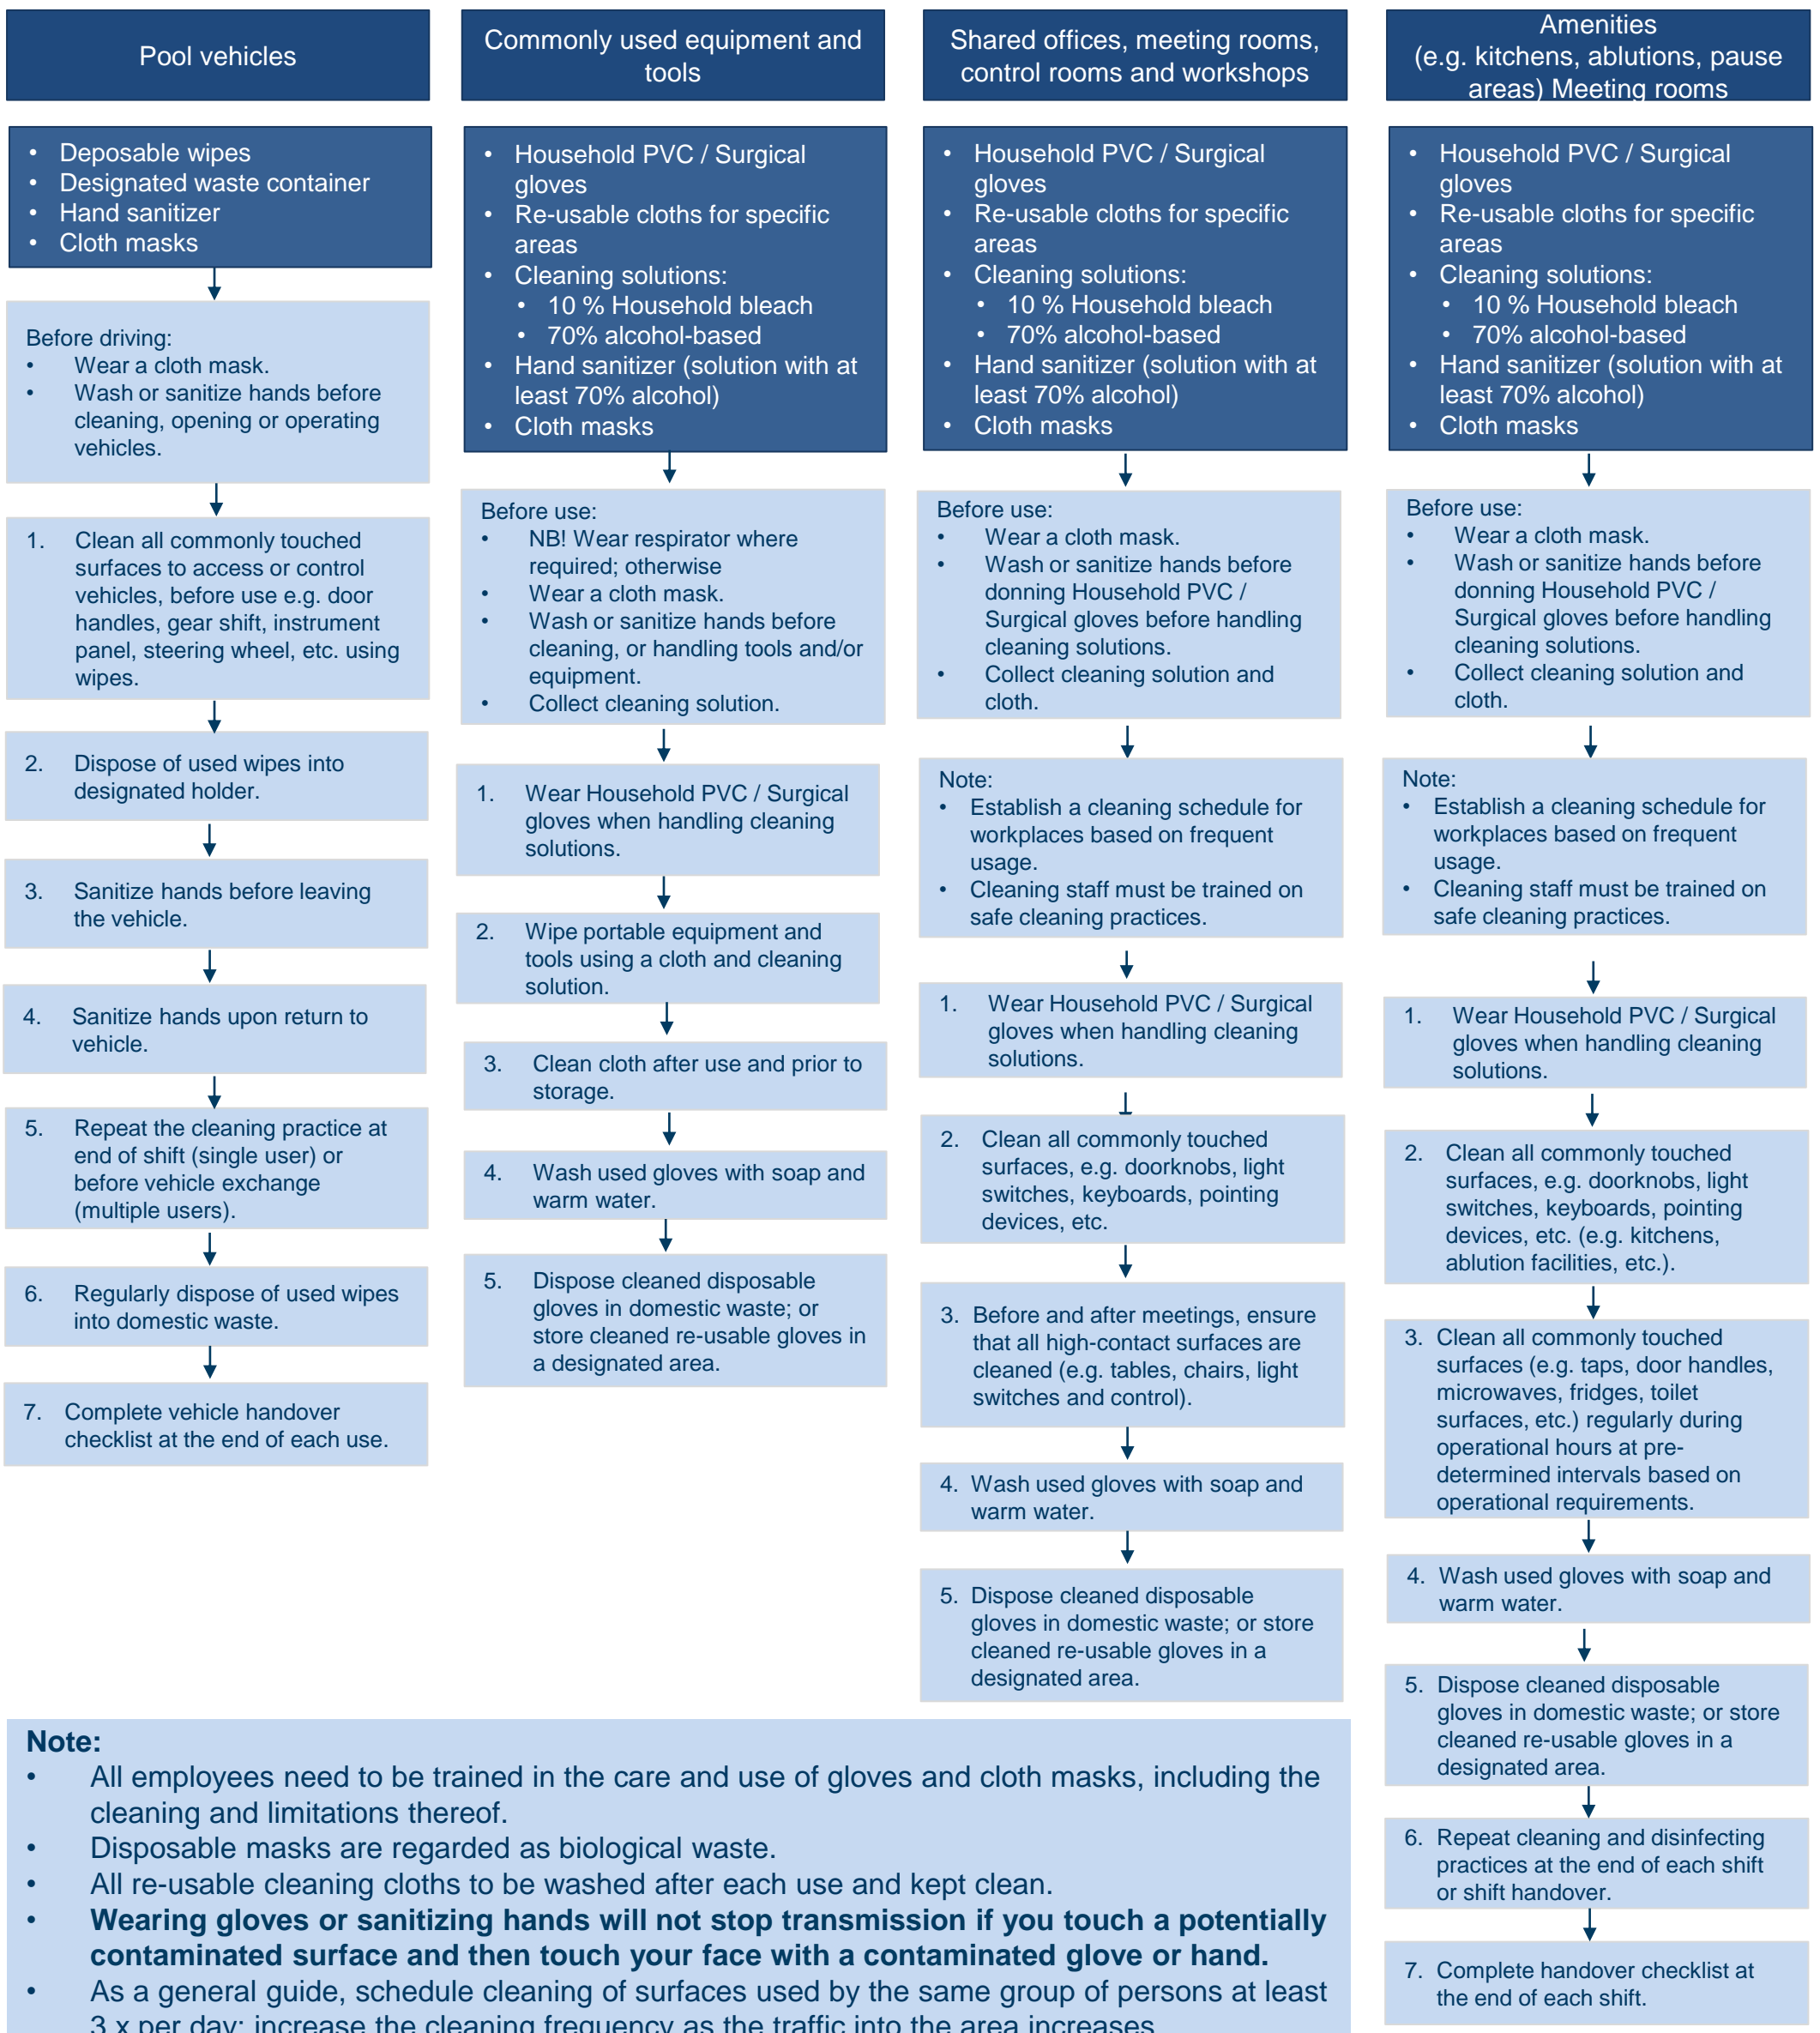 Pool vehicles
• Deposable wipes
• Designated waste container
• Hand sanitizer
• Cloth masks
Before driving:
• Wear a cloth mask.
• Wash or sanitize hands before
cleaning, opening or operating
vehicles.
1. Clean all commonly touched
surfaces to access or control
vehicles, before use e.g. door
handles, gear shift, instrument
panel, steering wheel, etc. using
wipes.
2. Dispose of used wipes into
designated holder.
3. Sanitize hands before leaving
the vehicle.
4. Sanitize hands upon return to
vehicle.
5. Repeat the cleaning practice at
end of shift (single user) or
before vehicle exchange
(multiple users).
6. Regularly dispose of used wipes
into domestic waste.
7. Complete vehicle handover
checklist at the end of each use.
Commonly used equipment and
tools
• Household PVC / Surgical
gloves
• Re-usable cloths for specific
areas
• Cleaning solutions:
• 10 % Household bleach
• 70% alcohol-based
• Hand sanitizer (solution with at
least 70% alcohol)
• Cloth masks
Before use:
• NB! Wear respirator where
required; otherwise
• Wear a cloth mask.
• Wash or sanitize hands before
cleaning, or handling tools and/or
equipment.
• Collect cleaning solution.
1. Wear Household PVC / Surgical
gloves when handling cleaning
solutions.
2. Wipe portable equipment and
tools using a cloth and cleaning
solution.
3. Clean cloth after use and prior to
storage.
4. Wash used gloves with soap and
warm water.
5. Dispose cleaned disposable
gloves in domestic waste; or
store cleaned re-usable gloves in
a designated area.
Shared offices, meeting rooms,
control rooms and workshops
• Household PVC / Surgical
gloves
• Re-usable cloths for specific
areas
• Cleaning solutions:
• 10 % Household bleach
• 70% alcohol-based
• Hand sanitizer (solution with at
least 70% alcohol)
• Cloth masks
Before use:
• Wear a cloth mask.
• Wash or sanitize hands before
donning Household PVC /
Surgical gloves before handling
cleaning solutions.
• Collect cleaning solution and
cloth.
Note:
• Establish a cleaning schedule for
workplaces based on frequent
usage.
• Cleaning staff must be trained on
safe cleaning practices.
1. Wear Household PVC / Surgical
gloves when handling cleaning
solutions.
2. Clean all commonly touched
surfaces, e.g. doorknobs, light
switches, keyboards, pointing
devices, etc.
3. Before and after meetings, ensure
that all high-contact surfaces are
cleaned (e.g. tables, chairs, light
switches and control).
4. Wash used gloves with soap and
warm water.
5. Dispose cleaned disposable
gloves in domestic waste; or store
cleaned re-usable gloves in a
designated area.
Amenities
(e.g. kitchens, ablutions, pause
areas) Meeting rooms
• Household PVC / Surgical
gloves
• Re-usable cloths for specific
areas
• Cleaning solutions:
• 10 % Household bleach
• 70% alcohol-based
• Hand sanitizer (solution with at
least 70% alcohol)
• Cloth masks
Before use:
• Wear a cloth mask.
• Wash or sanitize hands before
donning Household PVC /
Surgical gloves before handling
cleaning solutions.
• Collect cleaning solution and
cloth.
Note:
• Establish a cleaning schedule for
workplaces based on frequent
usage.
• Cleaning staff must be trained on
safe cleaning practices.
1. Wear Household PVC / Surgical
gloves when handling cleaning
solutions.
2. Clean all commonly touched
surfaces, e.g. doorknobs, light
switches, keyboards, pointing
devices, etc. (e.g. kitchens,
ablution facilities, etc.).
3. Clean all commonly touched
surfaces (e.g. taps, door handles,
microwaves, fridges, toilet
surfaces, etc.) regularly during
operational hours at pre-
determined intervals based on
operational requirements.
4. Wash used gloves with soap and
warm water.
5. Dispose cleaned disposable
gloves in domestic waste; or store
cleaned re-usable gloves in a
designated area.
6. Repeat cleaning and disinfecting
practices at the end of each shift
or shift handover.
7. Complete handover checklist at
the end of each shift.
Note:
• All employees need to be trained in the care and use of gloves and cloth masks, including the
cleaning and limitations thereof.
• Disposable masks are regarded as biological waste.
• All re-usable cleaning cloths to be washed after each use and kept clean.
• Wearing gloves or sanitizing hands will not stop transmission if you touch a potentially
contaminated surface and then touch your face with a contaminated glove or hand.
• As a general guide, schedule cleaning of surfaces used by the same group of persons at least
3 x per day; increase the cleaning frequency as the traffic into the area increases